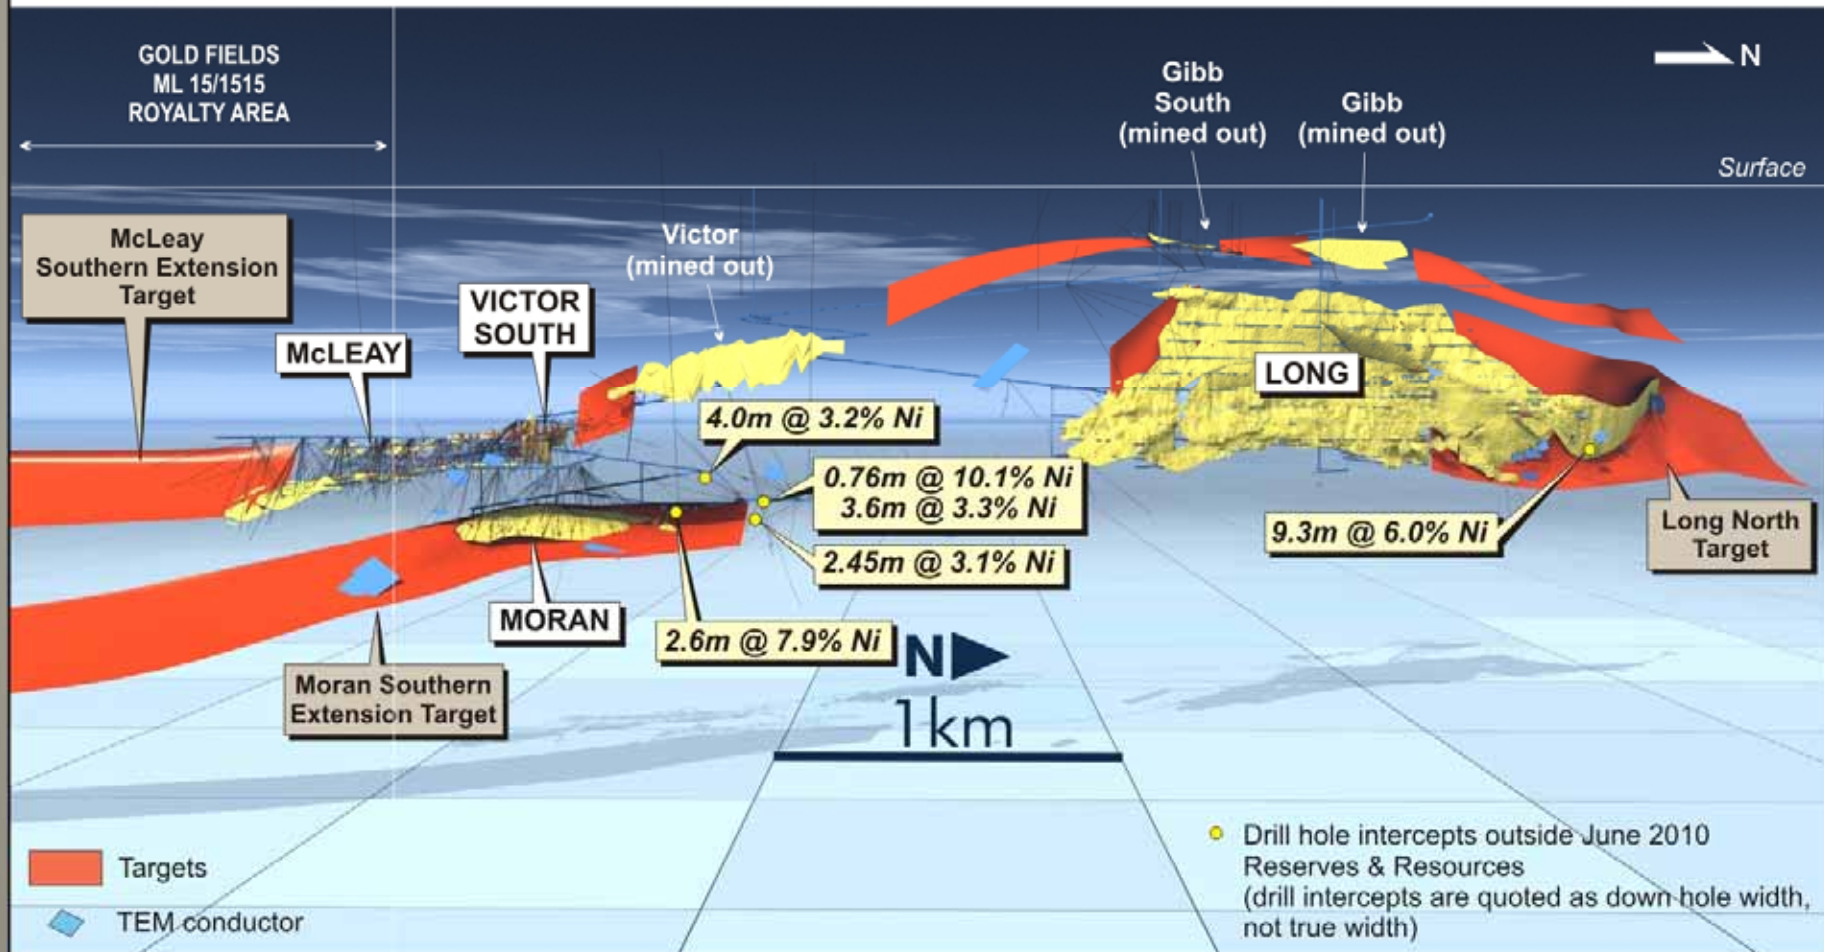 GOLD FIELDS
ML 15/1515
ROYALTY AREA
N
Gibb
South
(mined out)
Gibb
(mined out)
Surface
McLeay
Southern Extension
Target
McLEAY
VICTOR
SOUTH
Victor
(mined out)
LONG
4.0m @ 3.2% Ni
0.76m @ 10.1% Ni
3.6m @ 3.3% Ni
2.45m @ 3.1% Ni
9.3m @ 6.0% Ni
Long North
Target
MORAN
2.6m @ 7.9% Ni
Moran Southern
Extension Target
N
1km
Targets
TEM conductor
Drill hole intercepts outside June 2010
Reserves & Resources
(drill intercepts are quoted as down hole width,
not true width)